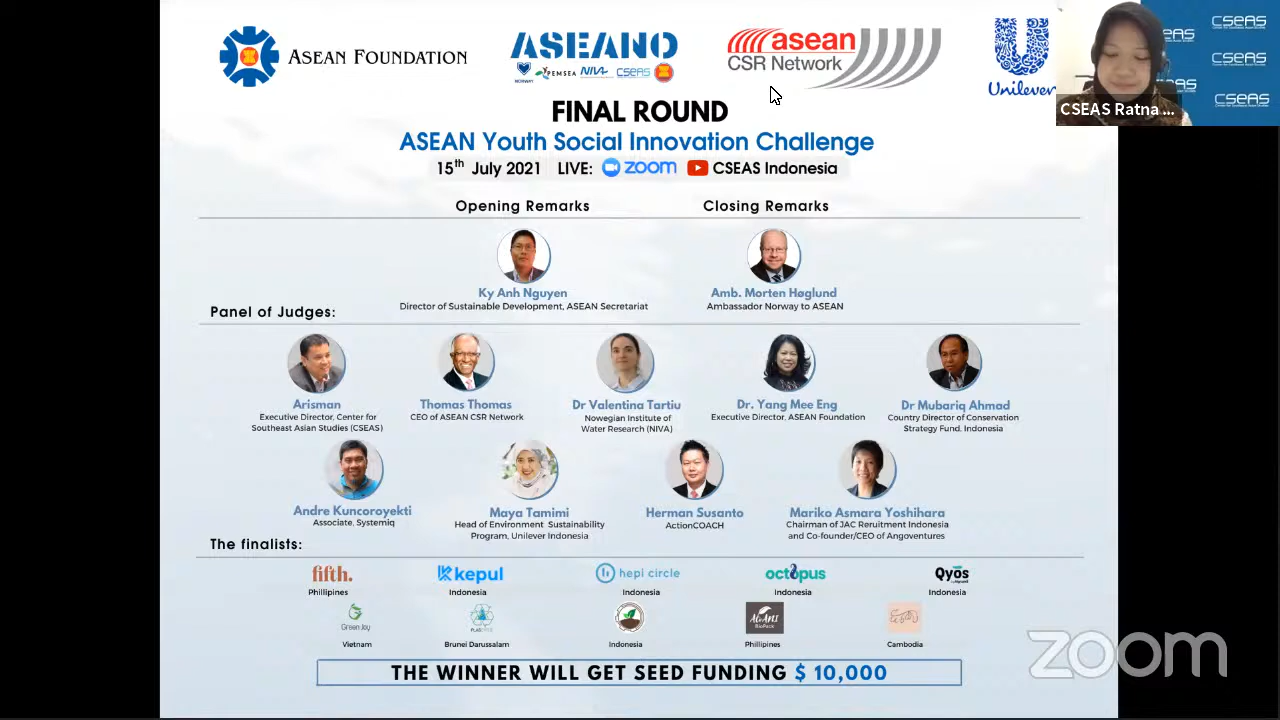 ASEAN FOUNDATION
ASEANO
NORWAY PEMSEA NIVA CSEAS
asean
CSR Network
Unilever
CSEAS
CSEAS
CSEAS
CSEAS Ratna ...
FINAL ROUND
ASEAN Youth Social Innovation Challenge
15th July 2021 LIVE: zoom CSEAS Indonesia
Opening Remarks Closing Remarks
Ky Anh Nguyen Amb. Morten Høglund
Director of Sustainable Development, ASEAN Secretariat Ambassador Norway to ASEAN
Panel of Judges:
Arisman
Executive Director, Center for
Southeast Asian Studies (CSEAS)
Thomas Thomas
CEO of ASEAN CSR Network
Dr Valentina Tartiu
Norwegian Institute of
Water Research (NIVA)
Dr. Yang Mee Eng
Executive Director, ASEAN Foundation
Dr Mubariq Ahmad
Country Director of Conservation
Strategy Fund, Indonesia
Andre Kuncoroyekti
Associate, Systemiq
Maya Tamimi
Head of Environment Sustainability
Program, Unilever Indonesia
Herman Susanto
ActionCOACH
Mariko Asmara Yoshihara
Chairman of JAC Reruitment Indonesia
and Co-founder/CEO of Angoventures
The finalists:
fifth.
Phillipines
kepul
Indonesia
hepi circle
Indonesia
octopus
Indonesia
Qyos
Indonesia
Green Joy
Vietnam
Brunei Darussalam
Indonesia
AGARI
BioPack
Phillipines
Cambodia
THE WINNER WILL GET SEED FUNDING $ 10,000
zoom